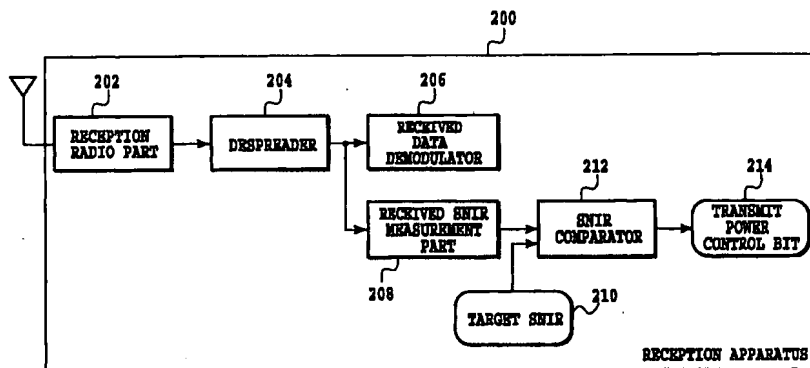 200
202
204
206
RECEPTION
RADIO PART
DESPREADER
RECEIVED
DATA
DEMODULATOR
212
214
RECEIVED SNIR
MEASUREMENT
PART
SNIR
COMPARATOR
TRANSMIT
POWER
CONTROL BIT
208
TARGET SNIR
210
RECEPTION APPARATUS